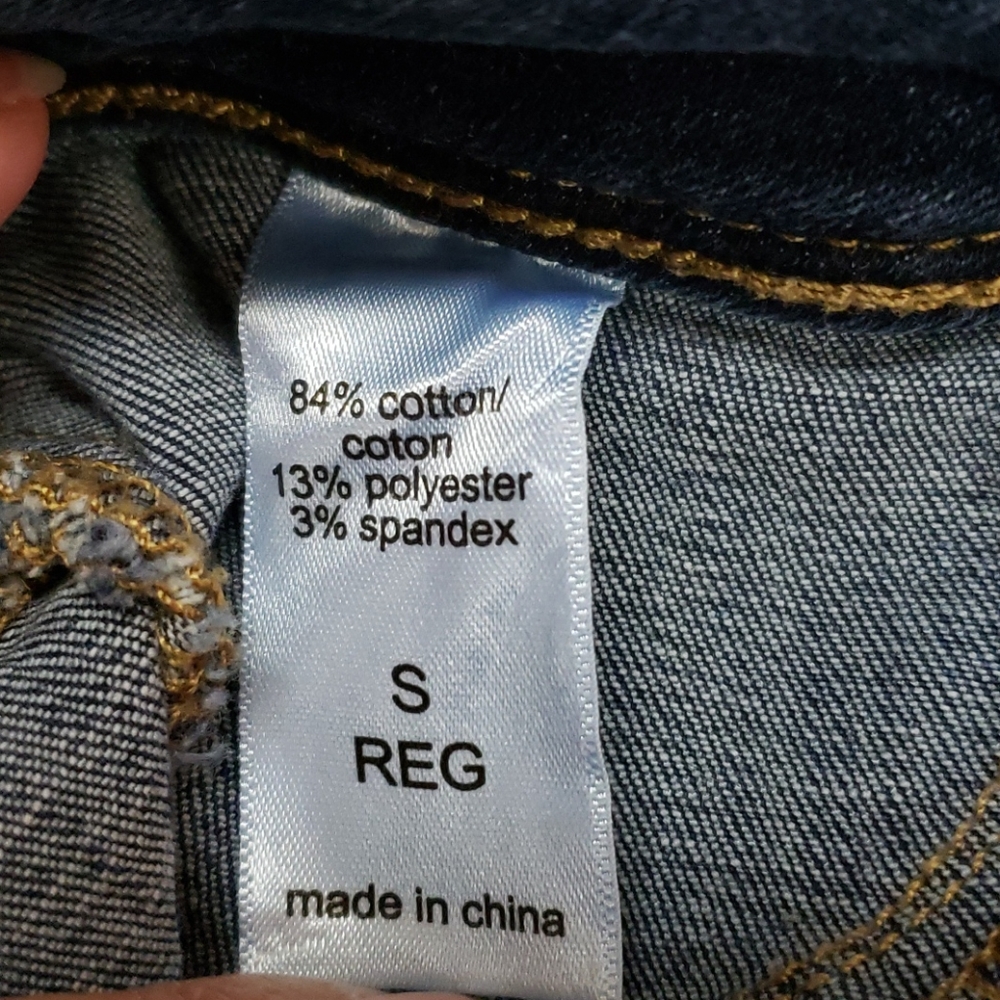 84% cotton/
coton
13% polyester
3% spandex
S
REG
made in china